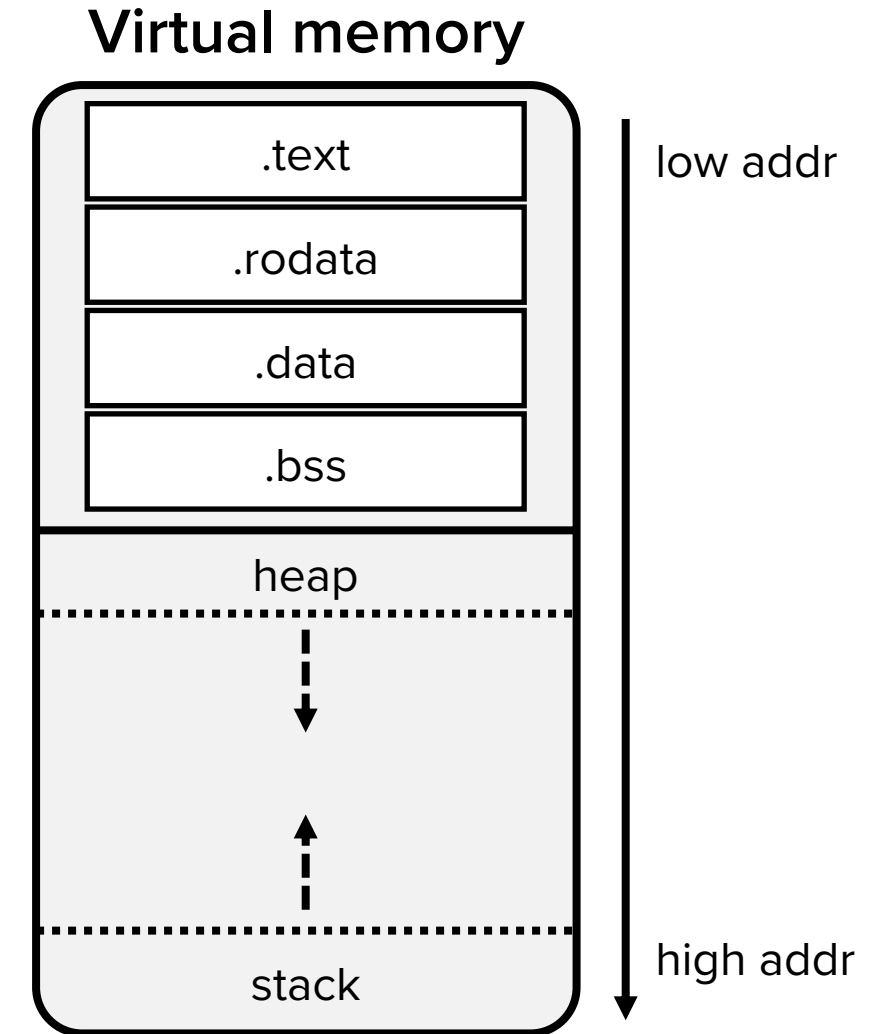 Virtual memory
.text
low addr
.rodata
.data
.bss
heap
stack
high addr